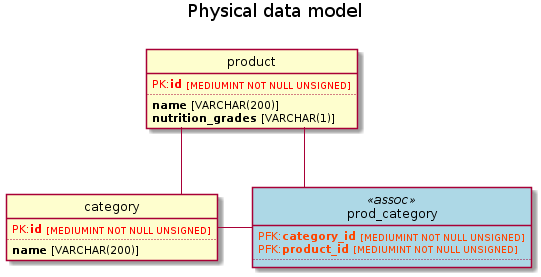 Physical data model
product
PK:id [MEDIUMINT NOT NULL UNSIGNED]
name [VARCHAR(200)]
nutrition_grades [VARCHAR(1)]
category
PK:id [MEDIUMINT NOT NULL UNSIGNED]
name [VARCHAR(200)]
«assoc»
prod_category
PFK:category_id [MEDIUMINT NOT NULL UNSIGNED]
PFK:product_id [MEDIUMINT NOT NULL UNSIGNED]